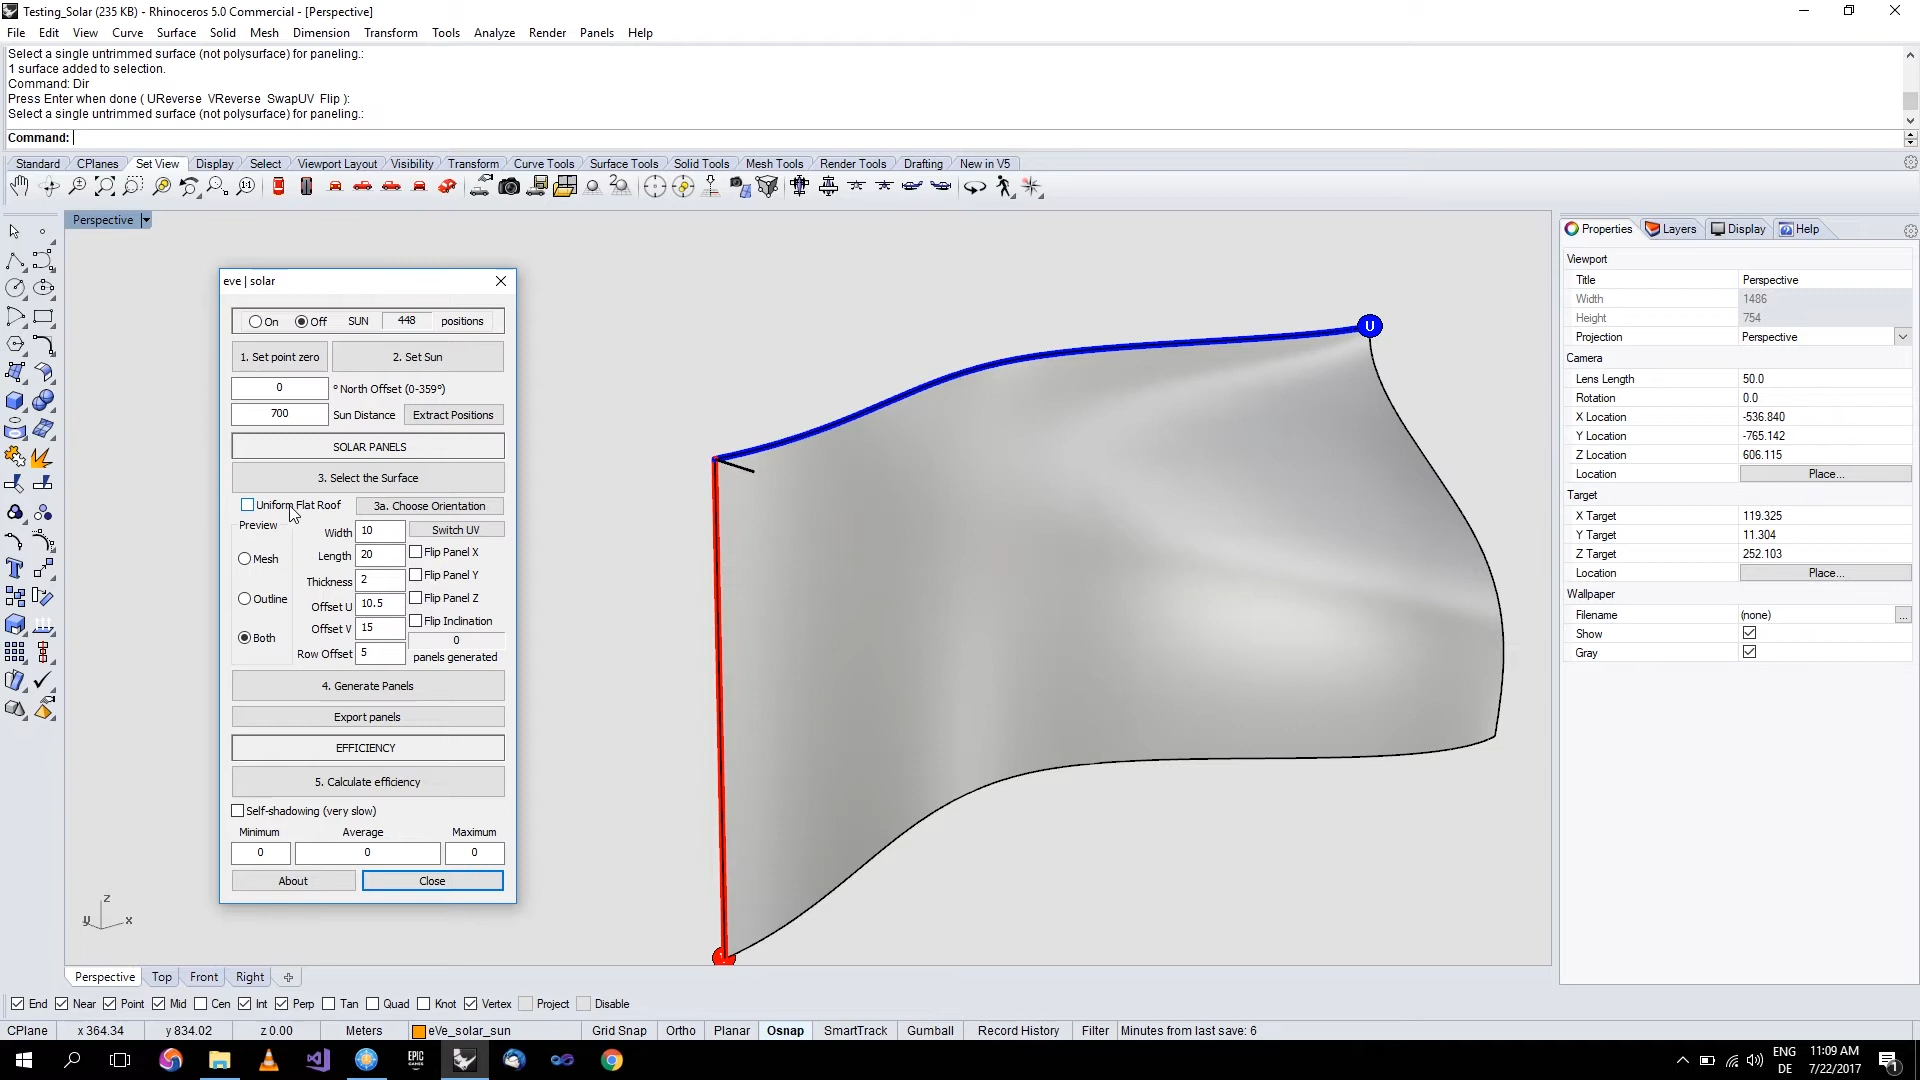 Testing_Solar (235 KB) - Rhinoceros 5.0 Commercial - [Perspective]
File Edit View Curve Surface Solid Mesh Dimension Transform Tools Analyze Render Panels Help
Select a single untrimmed surface (not polysurface) for paneling.:
1 surface added to selection.
Command: Dir
Press Enter when done ( UReverse VReverse SwapUV Flip ):
Select a single untrimmed surface (not polysurface) for paneling.:
Command:
Standard CPlanes Set View Display Select Viewport Layout Visibility Transform Curve Tools Surface Tools Solid Tools Mesh Tools Render Tools Drafting New in V5
Perspective
eve | solar
On Off SUN 448 positions
1. Set point zero 2. Set Sun
0 ° North Offset (0-359°)
700 Sun Distance Extract Positions
SOLAR PANELS
3. Select the Surface
Uniform Flat Roof 3a. Choose Orientation
Preview
Width 10 Switch UV
Mesh
Length 20 Flip Panel X
Thickness 2 Flip Panel Y
Outline
Offset U 10.5 Flip Panel Z
Offset V 15 Flip Inclination
Both
0
Row Offset 5 panels generated
4. Generate Panels
Export panels
EFFICIENCY
5. Calculate efficiency
Self-shadowing (very slow)
Minimum Average Maximum
0 0 0
About Close
U
z
y x
Properties Layers Display Help
Viewport
Title Perspective
Width 1486
Height 754
Projection Perspective
Camera
Lens Length 50.0
Rotation 0.0
X Location -536.840
Y Location -765.142
Z Location 606.115
Location Place...
Target
X Target 119.325
Y Target 11.304
Z Target 252.103
Location Place...
Wallpaper
Filename (none) ...
Show
Gray
Perspective Top Front Right
End Near Point Mid Cen Int Perp Tan Quad Knot Vertex Project Disable
CPlane x 364.34 y 834.02 z 0.00 Meters eVe_solar_sun Grid Snap Ortho Planar Osnap SmartTrack Gumball Record History Filter Minutes from last save: 6
EPIC GAMES
ENG 11:09 AM
DE 7/22/2017
1